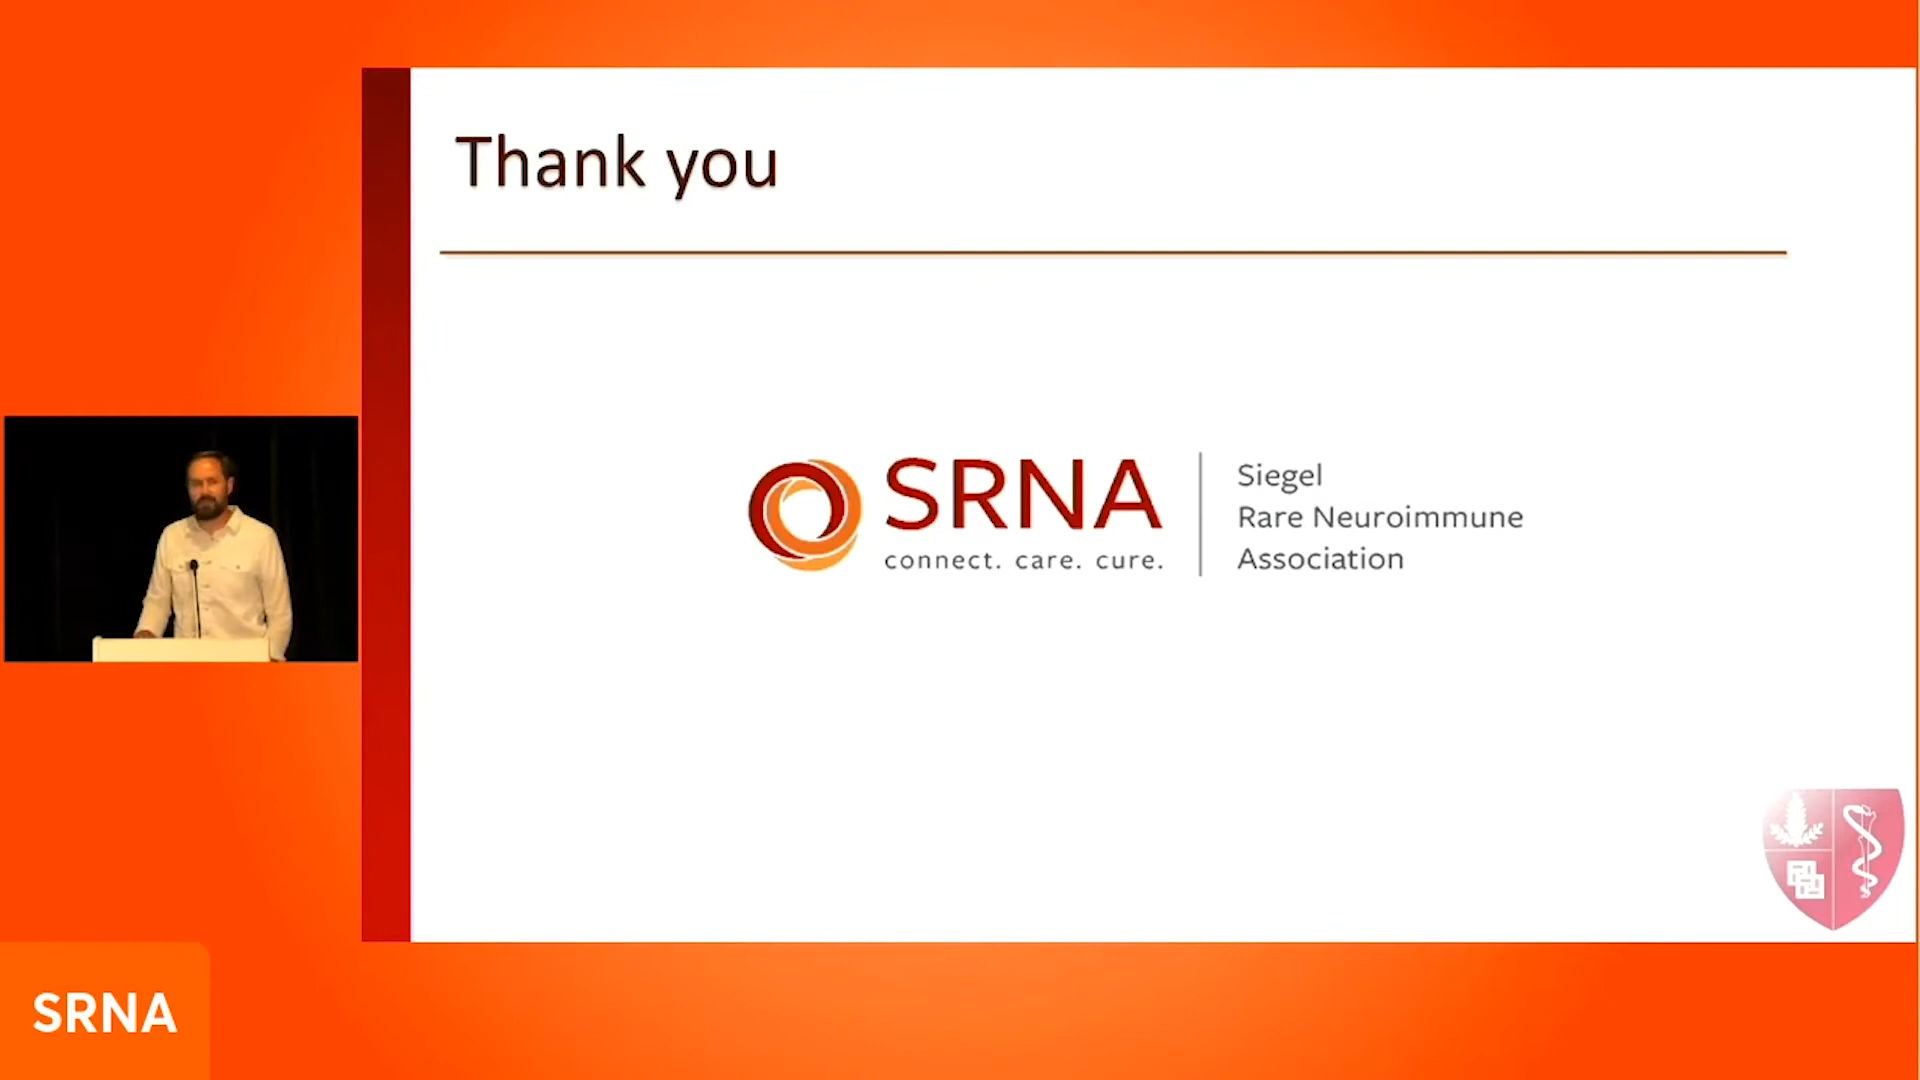 Thank you
SRNA
connect. care. cure.
Siegel
Rare Neuroimmune
Association
SRNA